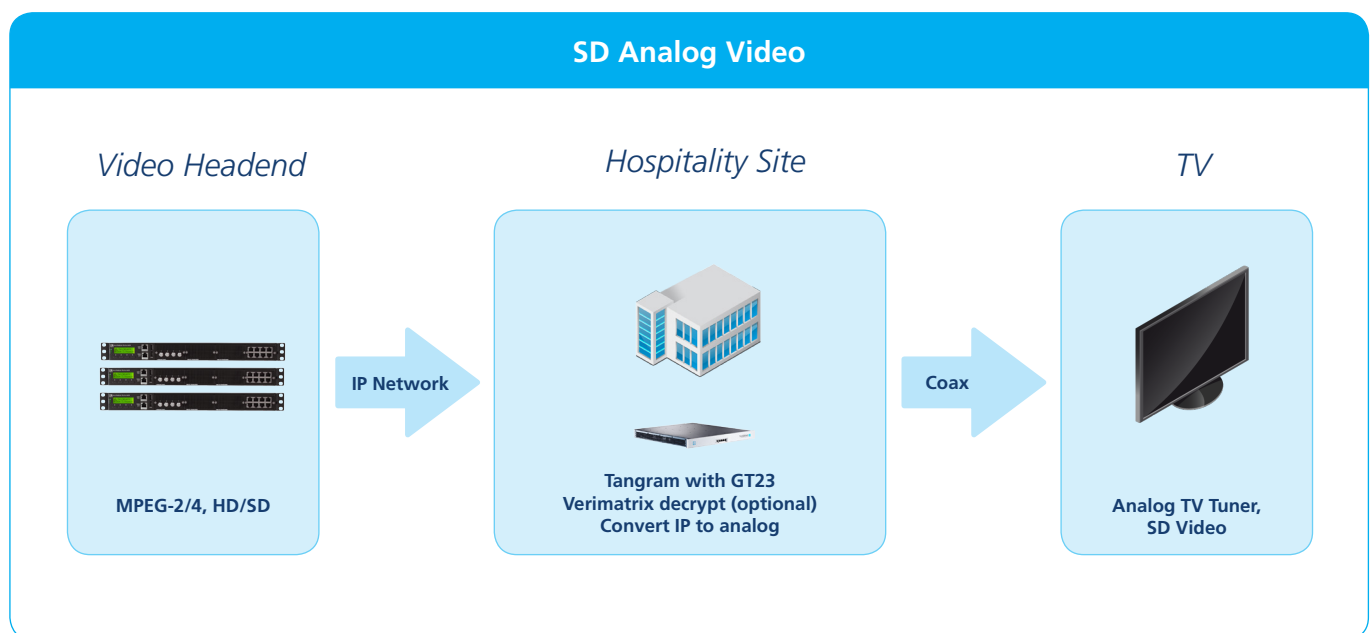 SD Analog Video
Video Headend
Hospitality Site
TV
IP Network
Coax
MPEG-2/4, HD/SD
Tangram with GT23
Verimatrix decrypt (optional)
Convert IP to analog
Analog TV Tuner,
SD Video